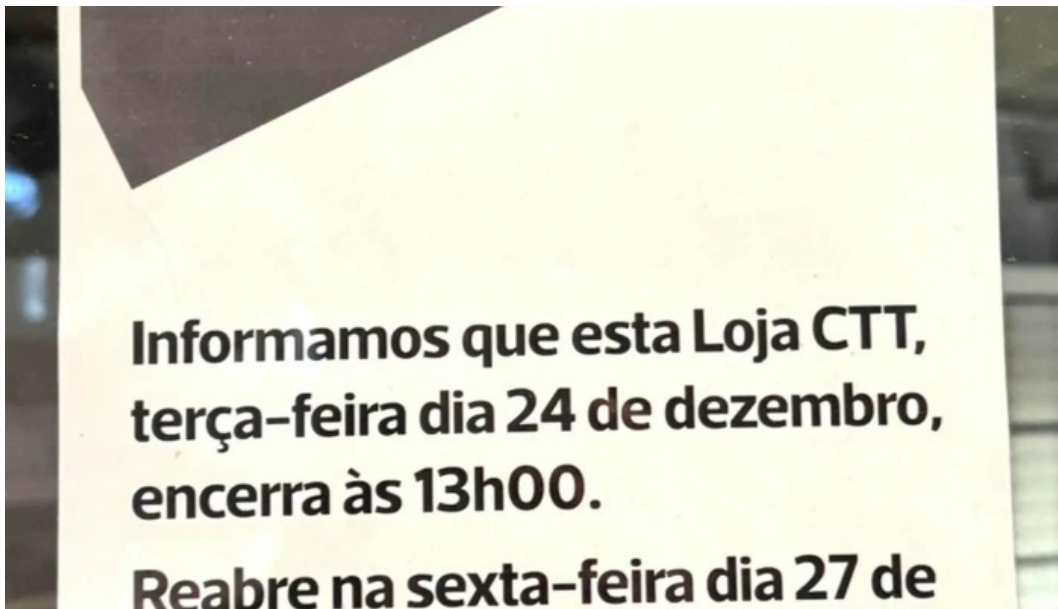 Informamos que esta Loja CTT,
terça-feira dia 24 de dezembro,
encerra às 13h00.
Reabre na sexta-feira dia 27 de